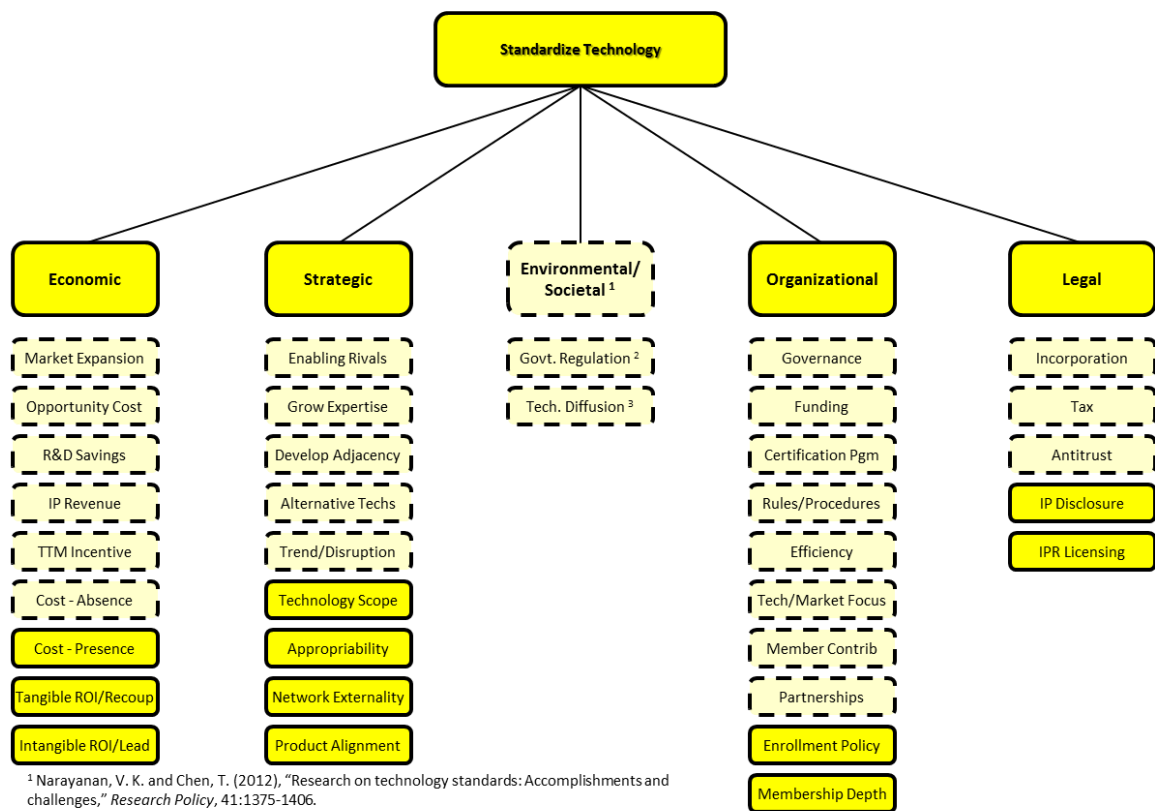 Standardize Technology
Economic
Strategic
Environmental/
Societal ¹
Organizational
Legal
Market Expansion
Opportunity Cost
R&D Savings
IP Revenue
TTM Incentive
Cost - Absence
Cost - Presence
Tangible ROI/Recoup
Intangible ROI/Lead
Enabling Rivals
Grow Expertise
Develop Adjacency
Alternative Techs
Trend/Disruption
Technology Scope
Appropriability
Network Externality
Product Alignment
Govt. Regulation ²
Tech. Diffusion ³
Governance
Funding
Certification Pgm
Rules/Procedures
Efficiency
Tech/Market Focus
Member Contrib
Partnerships
Enrollment Policy
Membership Depth
Incorporation
Tax
Antitrust
IP Disclosure
IPR Licensing
¹ Narayanan, V. K. and Chen, T. (2012), “Research on technology standards: Accomplishments and
challenges,” Research Policy, 41:1375-1406.